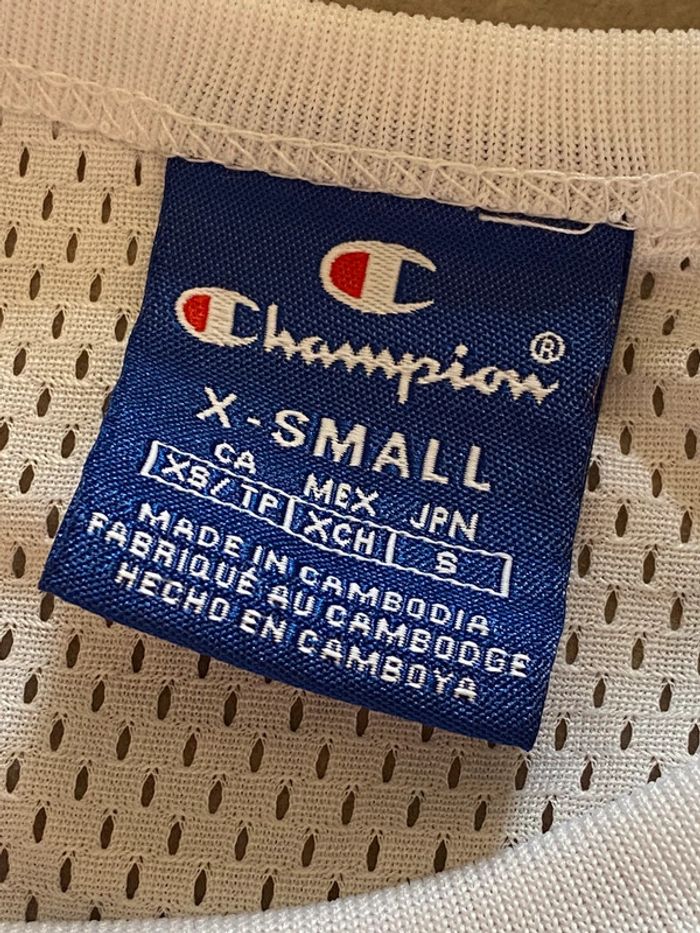 Champion®
X-SMALL
CA MEX JPN
XS/TP XCH S
MADE IN CAMBODIA
FABRIQUÉ AU CAMBODGE
HECHO EN CAMBOYA